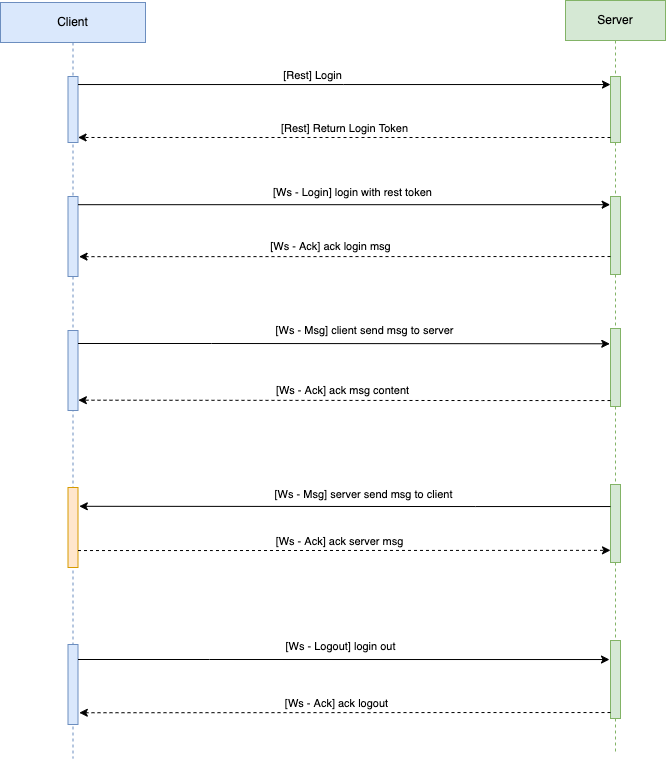 Client
Server
[Rest] Login
[Rest] Return Login Token
[Ws - Login] login with rest token
[Ws - Ack] ack login msg
[Ws - Msg] client send msg to server
[Ws - Ack] ack msg content
[Ws - Msg] server send msg to client
[Ws - Ack] ack server msg
[Ws - Logout] login out
[Ws - Ack] ack logout